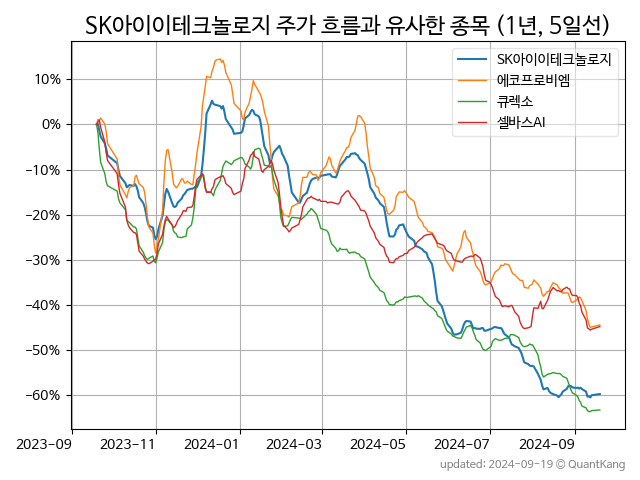 SK아이이테크놀로지 주가 흐름과 유사한 종목 (1년, 5일선)
SK아이이테크놀로지
에코프로비엠
큐렉소
셀바스AI
10%
0%
−10%
−20%
−30%
−40%
−50%
−60%
2023-09 2023-11 2024-01 2024-03 2024-05 2024-07 2024-09
updated: 2024-09-19 @ QuantKang